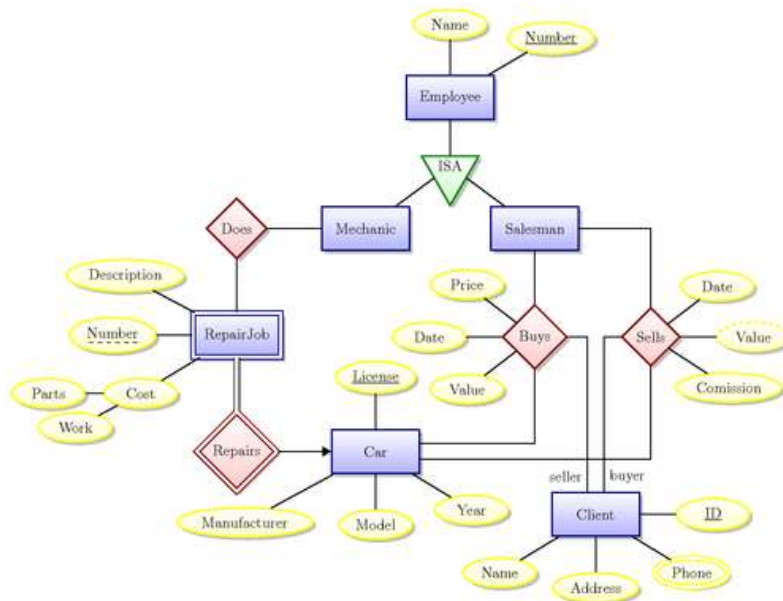 Name
Number
Employee
ISA
Does
Mechanic
Salesman
Description
Price
Date
Number
RepairJob
Date
Buys
Sells
Value
Parts
Cost
License
Value
Comission
Work
Repairs
Car
seller
buyer
Manufacturer
Model
Year
Client
ID
Name
Address
Phone